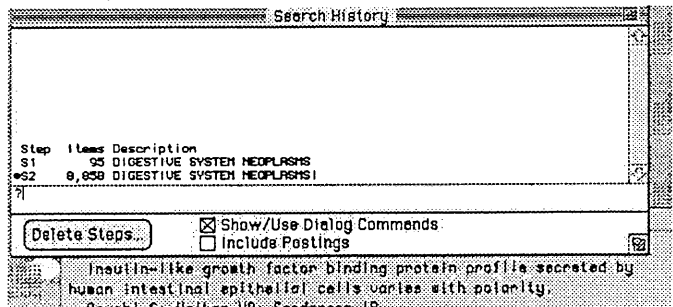 Search History
Step Items Description
S1 95 DIGESTIVE SYSTEM NEOPLASMS
•S2 8,858 DIGESTIVE SYSTEM NEOPLASMS!
?
Delete Steps...
Show/Use Dialog Commands
Include Postings
Insulin-like growth factor binding protein profile secreted by
human intestinal epithelial cells varies with polarity.